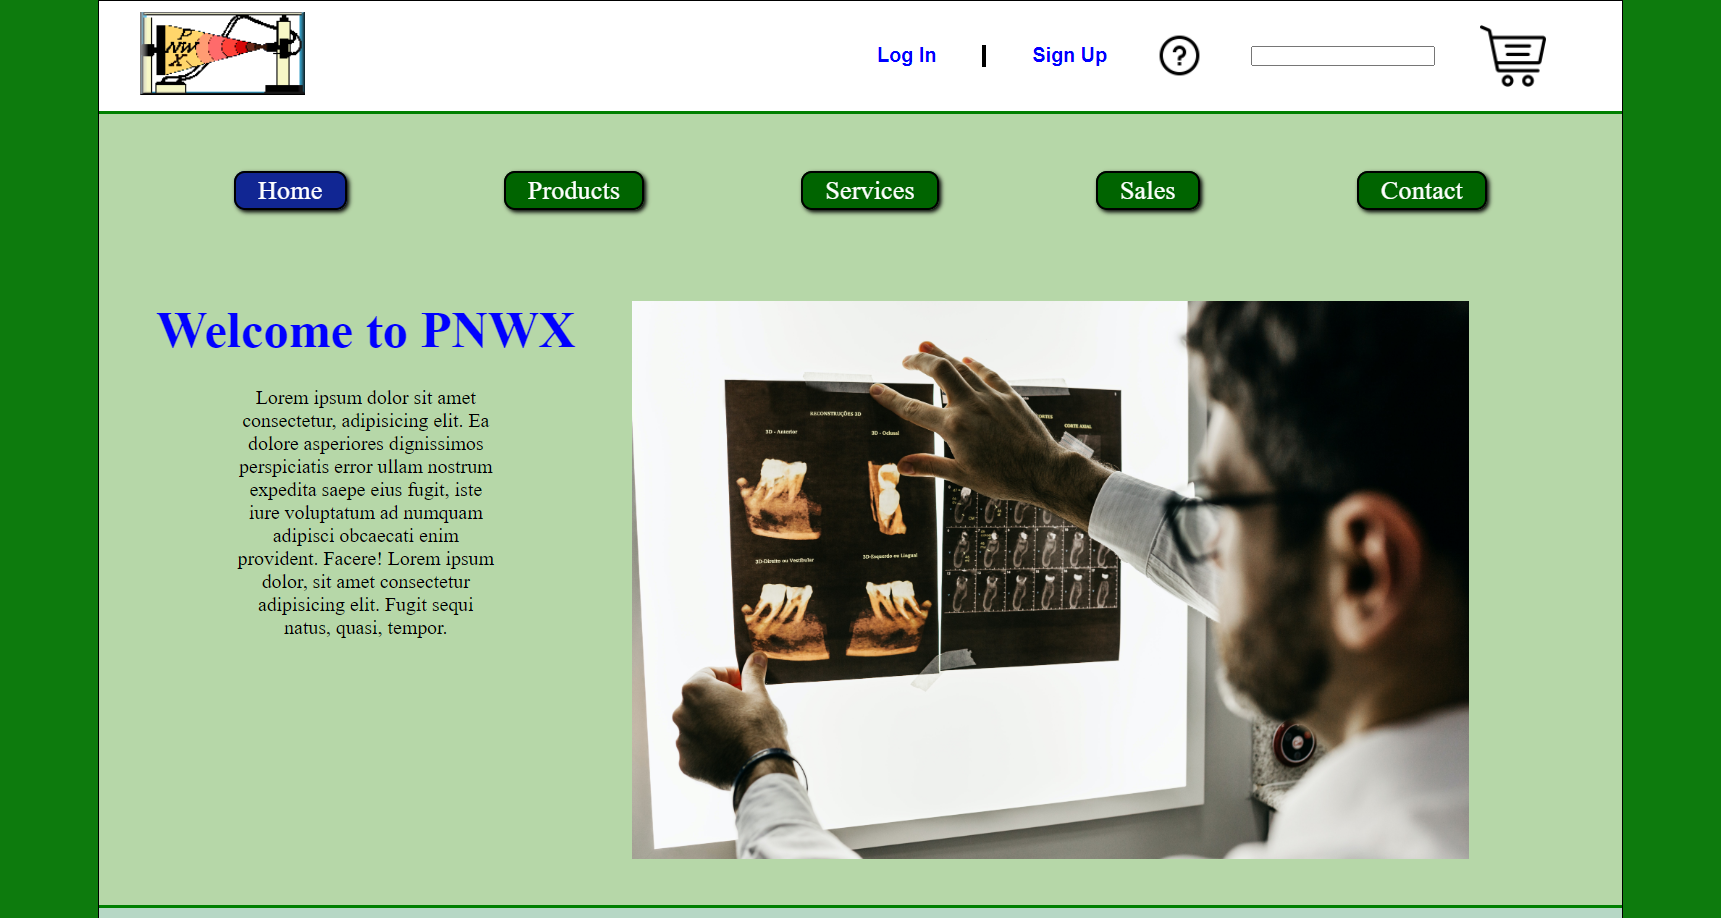 P
NW
X
Log In
Sign Up
?
Home
Products
Services
Sales
Contact
Welcome to PNWX
Lorem ipsum dolor sit amet
consectetur, adipisicing elit. Ea
dolore asperiores dignissimos
perspiciatis error ullam nostrum
expedita saepe eius fugit, iste
iure voluptatum ad numquam
adipisci obcaecati enim
provident. Facere! Lorem ipsum
dolor, sit amet consectetur
adipisicing elit. Fugit sequi
natus, quasi, tempor.
RECONSTRUÇÕES 3D
3D - Anterior
3D - Oclusal
3D-Direito ou Vestibular
3D-Esquerdo ou Lingual
CORTE AXIAL